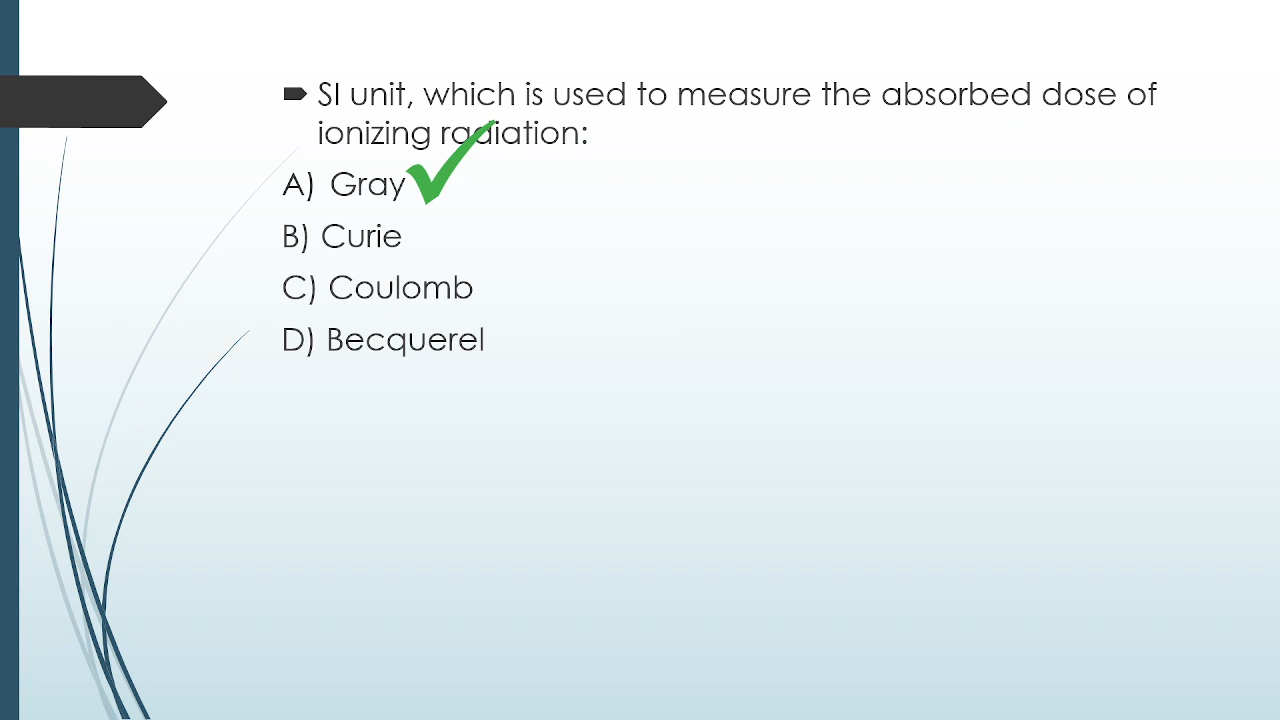 SI unit, which is used to measure the absorbed dose of
ionizing radiation:
A) Gray
B) Curie
C) Coulomb
D) Becquerel